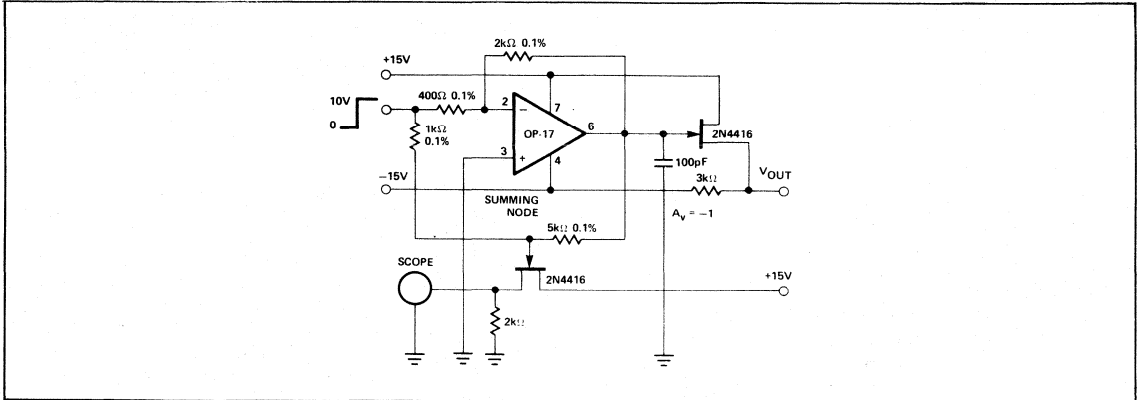 2kΩ 0.1%
+15V
400Ω 0.1%
10V
0
1kΩ
0.1%
2
−
7
OP-17
6
3
+
4
2N4416
100pF
3kΩ
VOUT
−15V
SUMMING
NODE
Av = −1
5kΩ 0.1%
SCOPE
2N4416
+15V
2kΩ